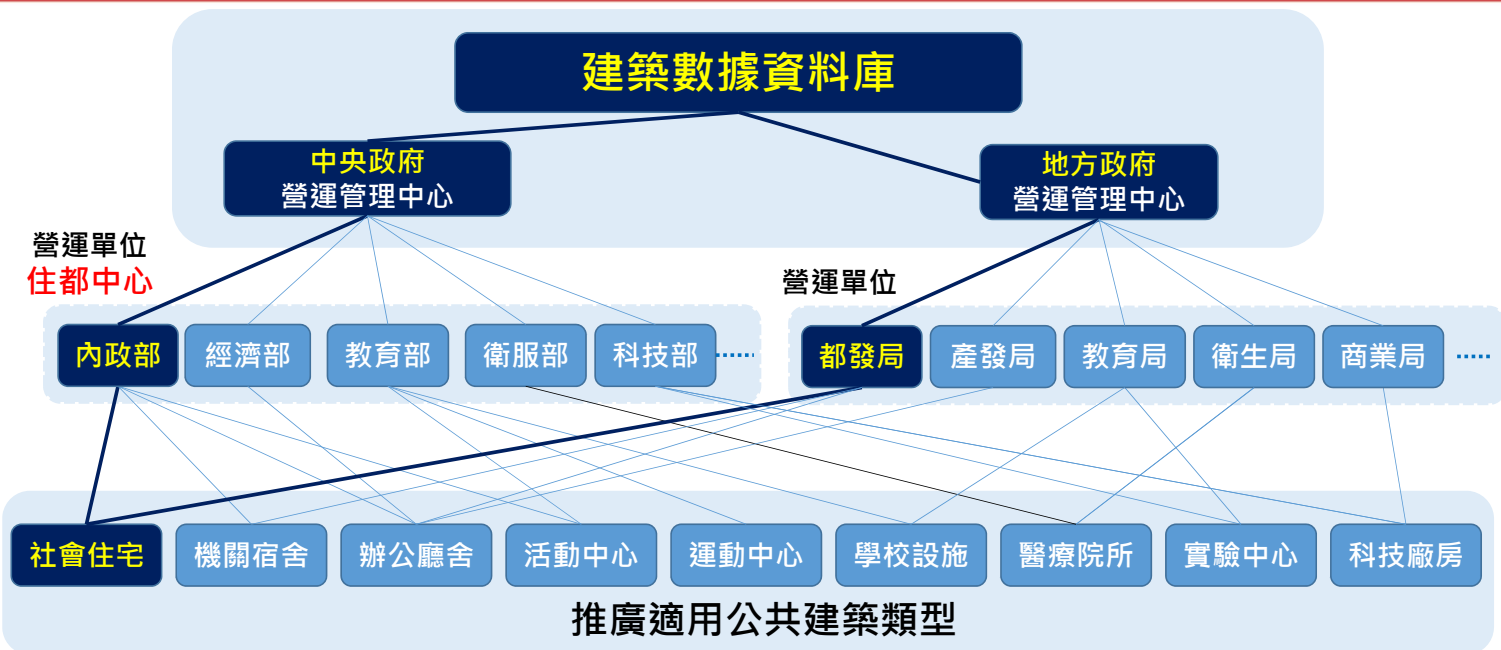 建築數據資料庫
中央政府
營運管理中心
地方政府
營運管理中心
營運單位
住都中心
營運單位
內政部
經濟部
教育部
衛服部
科技部
都發局
產發局
教育局
衛生局
商業局
社會住宅
機關宿舍
辦公廳舍
活動中心
運動中心
學校設施
醫療院所
實驗中心
科技廠房
推廣適用公共建築類型